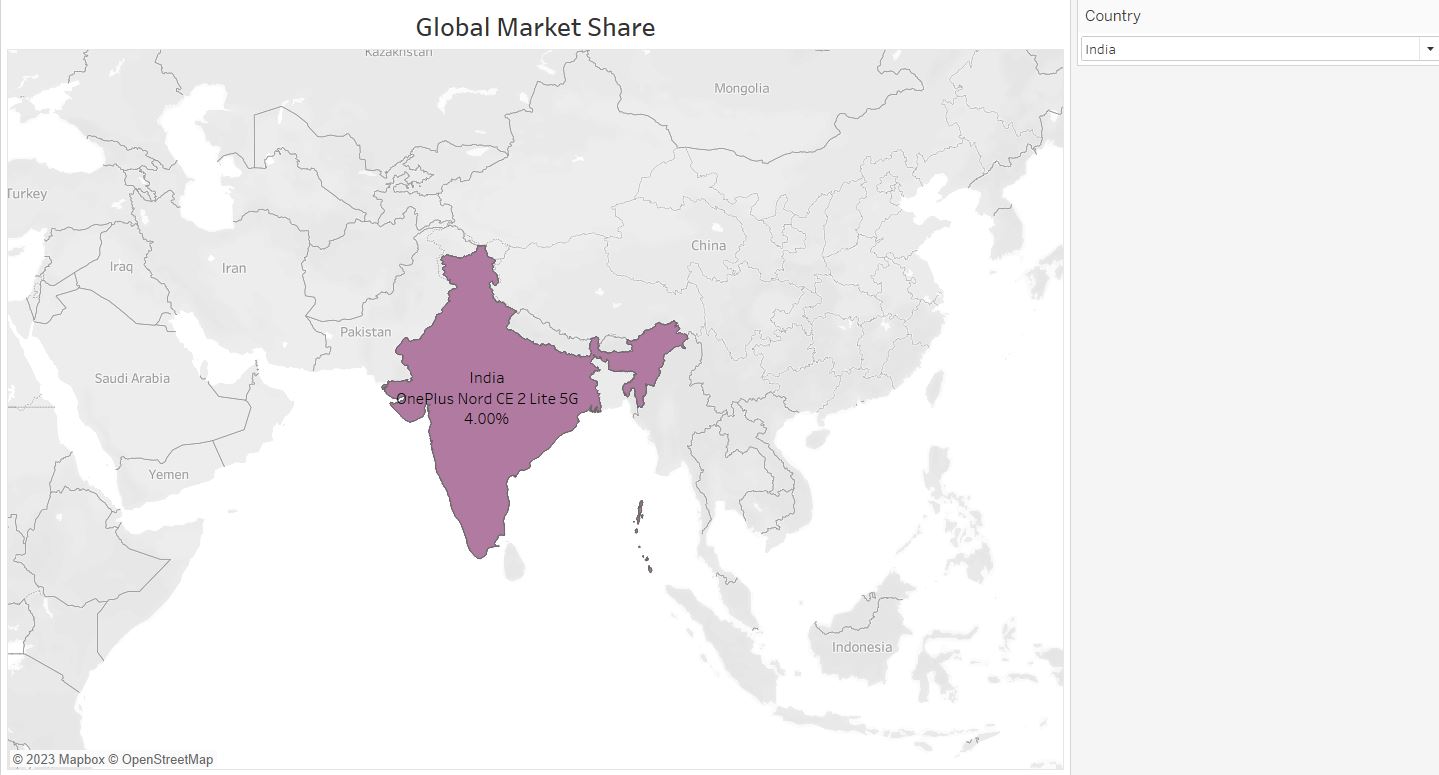 Global Market Share
Country
India
Kazakhstan
Mongolia
Turkey
China
Iraq
Iran
Pakistan
Saudi Arabia
India
OnePlus Nord CE 2 Lite 5G
4.00%
Yemen
Indonesia
© 2023 Mapbox © OpenStreetMap